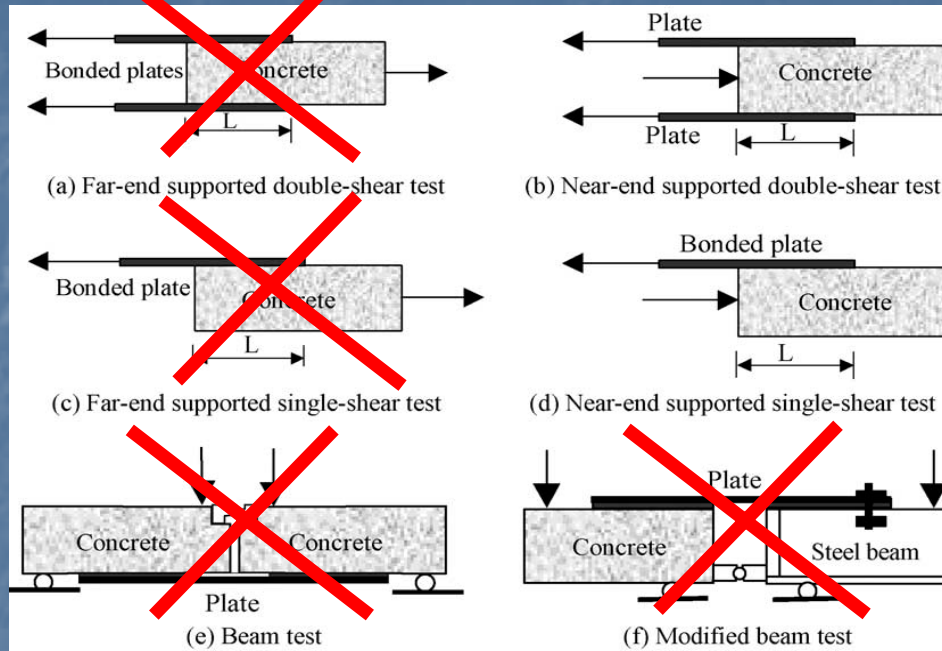 Bonded plates
Concrete
L
(a) Far-end supported double-shear test
Plate
Concrete
Plate
L
(b) Near-end supported double-shear test
Bonded plate
Concrete
L
(c) Far-end supported single-shear test
Bonded plate
Concrete
L
(d) Near-end supported single-shear test
Concrete
Concrete
Plate
(e) Beam test
Plate
Concrete
Steel beam
(f) Modified beam test